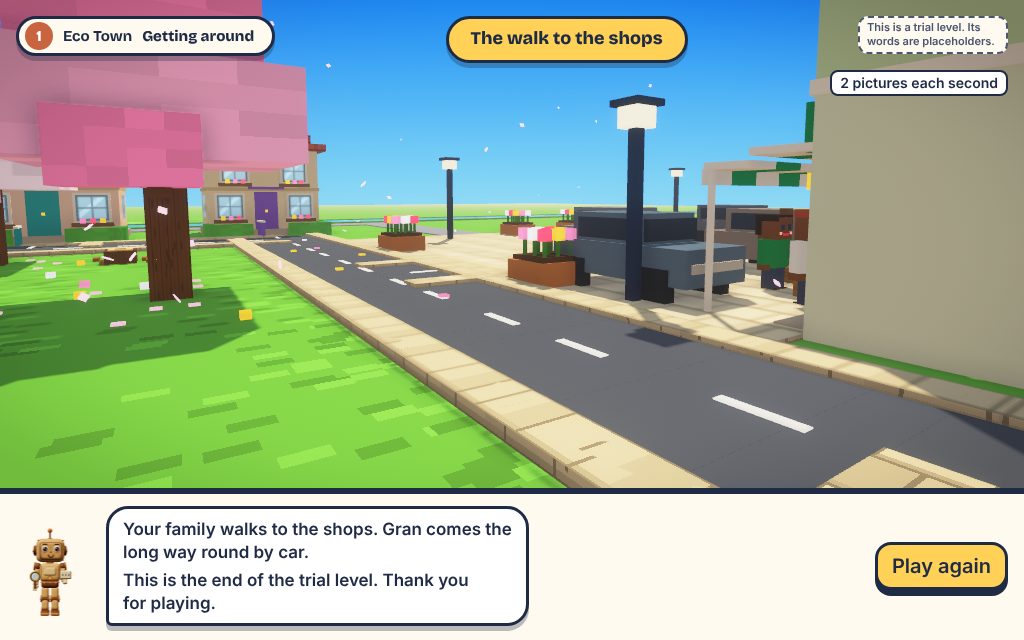 1 Eco Town Getting around
The walk to the shops
This is a trial level. Its
words are placeholders.
2 pictures each second
Your family walks to the shops. Gran comes the
long way round by car.
This is the end of the trial level. Thank you
for playing.
Play again